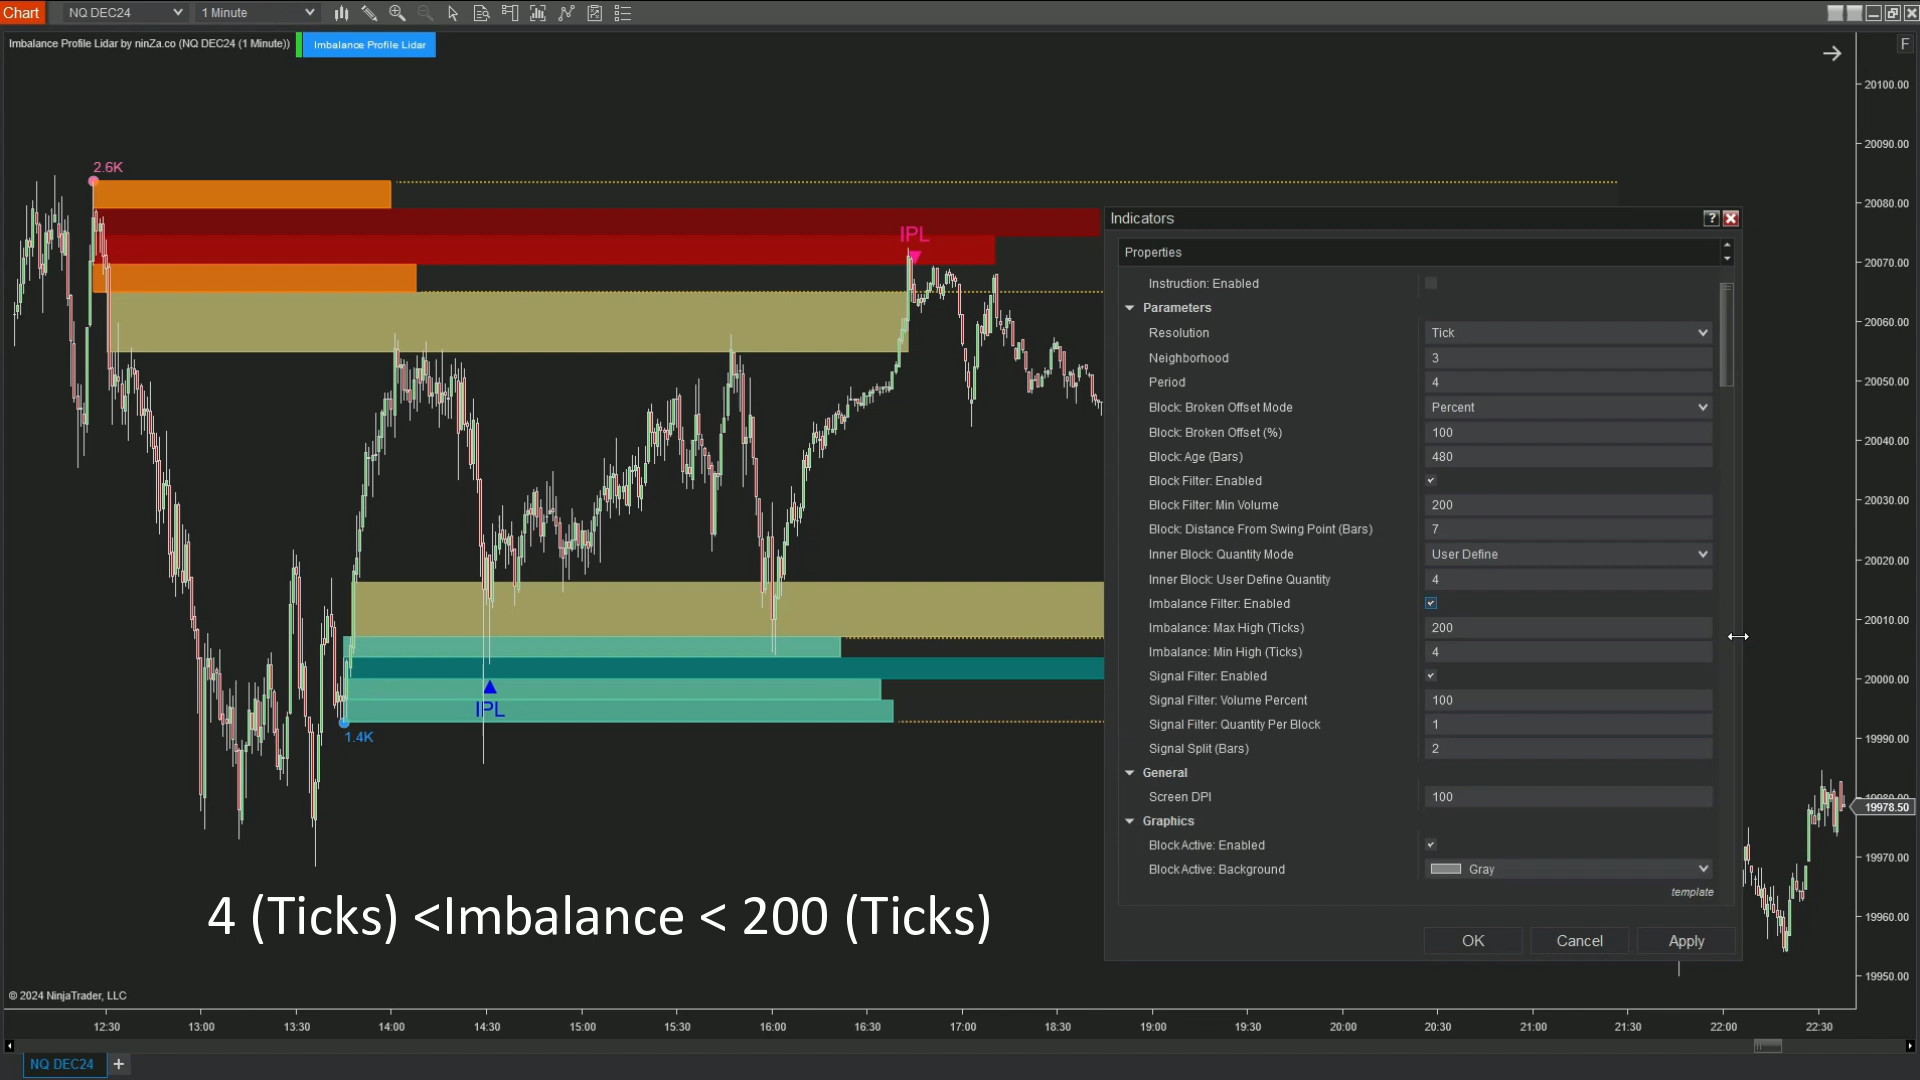 Chart NQ DEC24 1 Minute
Imbalance Profile Lidar by ninZa.co (NQ DEC24 (1 Minute)) Imbalance Profile Lidar
F
20100.00
20090.00
20080.00
20070.00
20060.00
20050.00
20040.00
20030.00
20020.00
20010.00
20000.00
19990.00
19978.50
19970.00
19960.00
19950.00
2.6K
IPL
IPL
1.4K
Indicators
Properties
Instruction: Enabled
Parameters
Resolution Tick
Neighborhood 3
Period 4
Block: Broken Offset Mode Percent
Block: Broken Offset (%) 100
Block: Age (Bars) 480
Block Filter: Enabled
Block Filter: Min Volume 200
Block: Distance From Swing Point (Bars) 7
Inner Block: Quantity Mode User Define
Inner Block: User Define Quantity 4
Imbalance Filter: Enabled
Imbalance: Max High (Ticks) 200
Imbalance: Min High (Ticks) 4
Signal Filter: Enabled
Signal Filter: Volume Percent 100
Signal Filter: Quantity Per Block 1
Signal Split (Bars) 2
General
Screen DPI 100
Graphics
Block Active: Enabled
Block Active: Background Gray
template
OK Cancel Apply
4 (Ticks) <Imbalance < 200 (Ticks)
© 2024 NinjaTrader, LLC
12:30 13:00 13:30 14:00 14:30 15:00 15:30 16:00 16:30 17:00 18:30 19:00 19:30 20:00 20:30 21:00 21:30 22:00 22:30
NQ DEC24 +